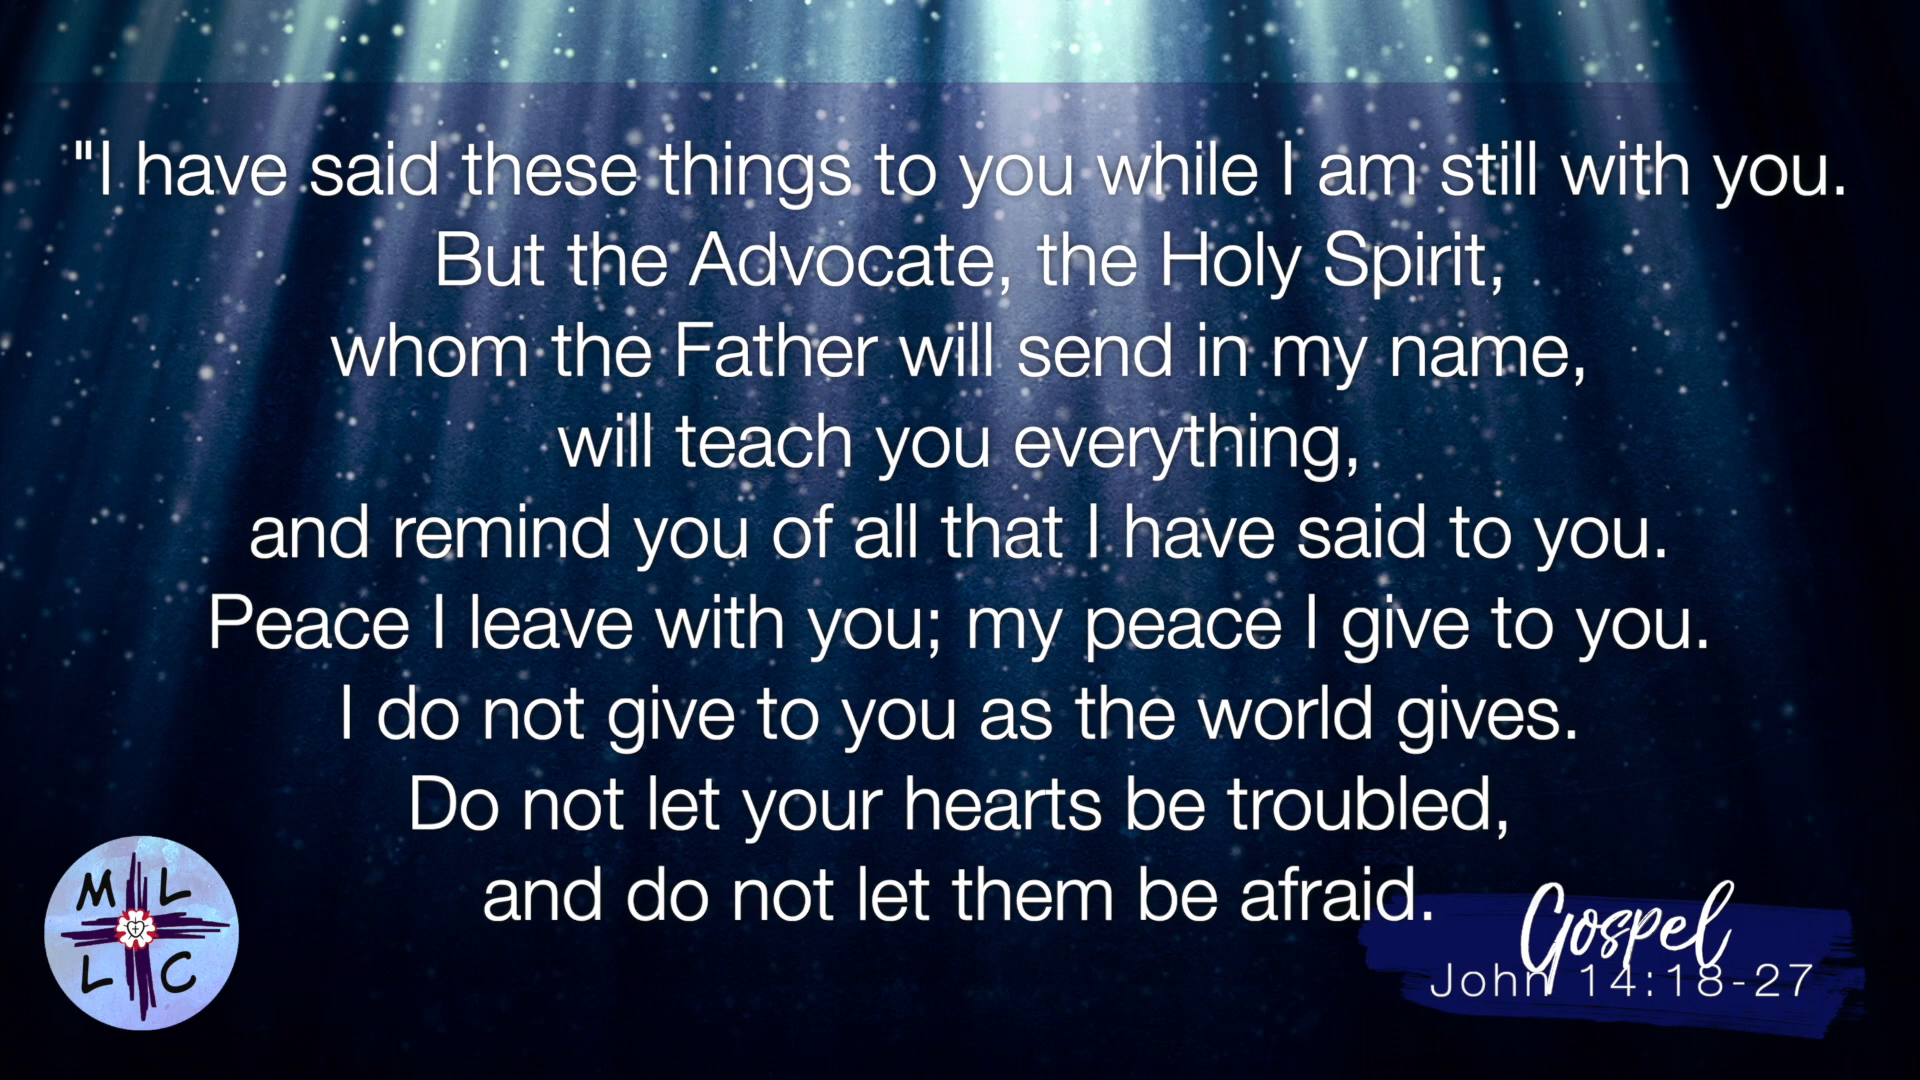 "I have said these things to you while I am still with you.
But the Advocate, the Holy Spirit,
whom the Father will send in my name,
will teach you everything,
and remind you of all that I have said to you.
Peace I leave with you; my peace I give to you.
I do not give to you as the world gives.
Do not let your hearts be troubled,
and do not let them be afraid.
M L
L C
Gospel
John 14:18-27